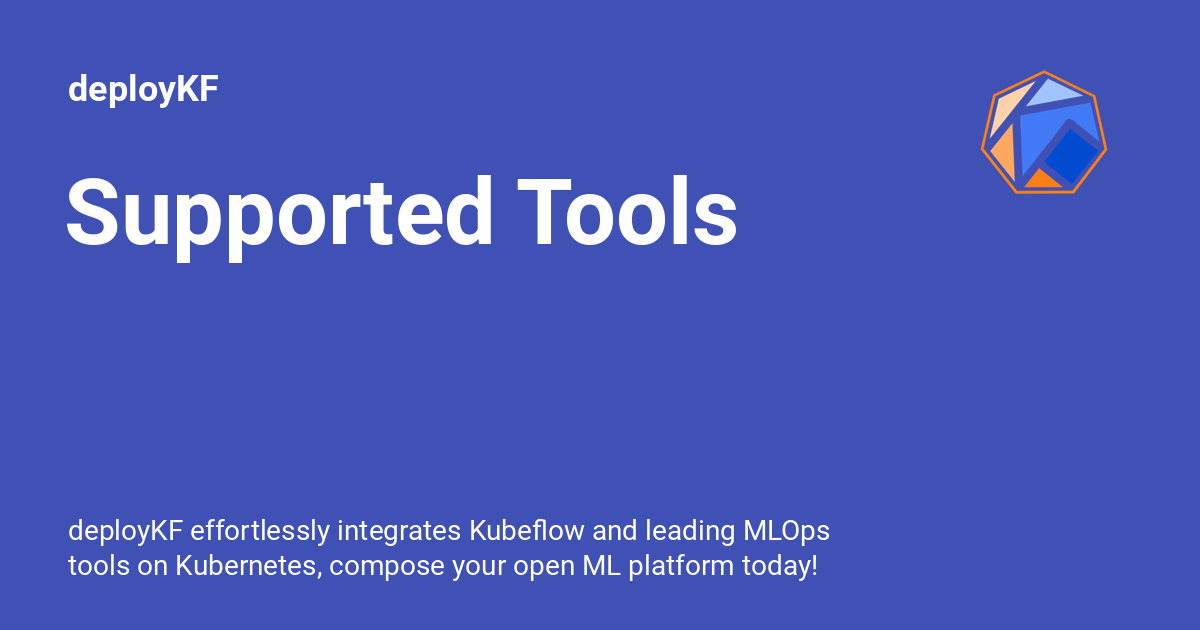 deployKF
Supported Tools
deployKF effortlessly integrates Kubeflow and leading MLOps
tools on Kubernetes, compose your open ML platform today!